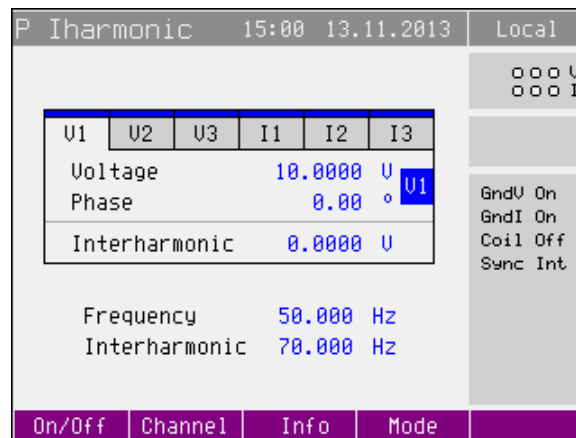 P Iharmonic 15:00 13.11.2013 Local
ooo V
ooo I
V1 V2 V3 I1 I2 I3
Voltage 10.0000 V
V1
Phase 0.00 °
Interharmonic 0.0000 V
GndV On
GndI On
Coil Off
Sync Int
Frequency 50.000 Hz
Interharmonic 70.000 Hz
On/Off Channel Info Mode